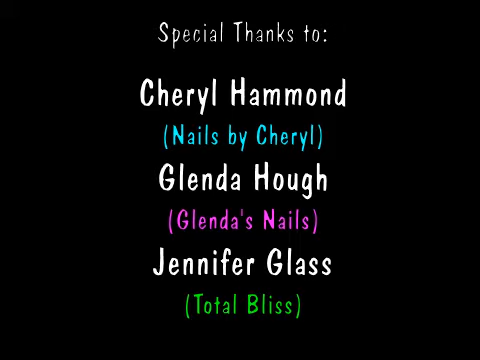 Special Thanks to:
Cheryl Hammond
(Nails by Cheryl)
Glenda Hough
(Glenda's Nails)
Jennifer Glass
(Total Bliss)